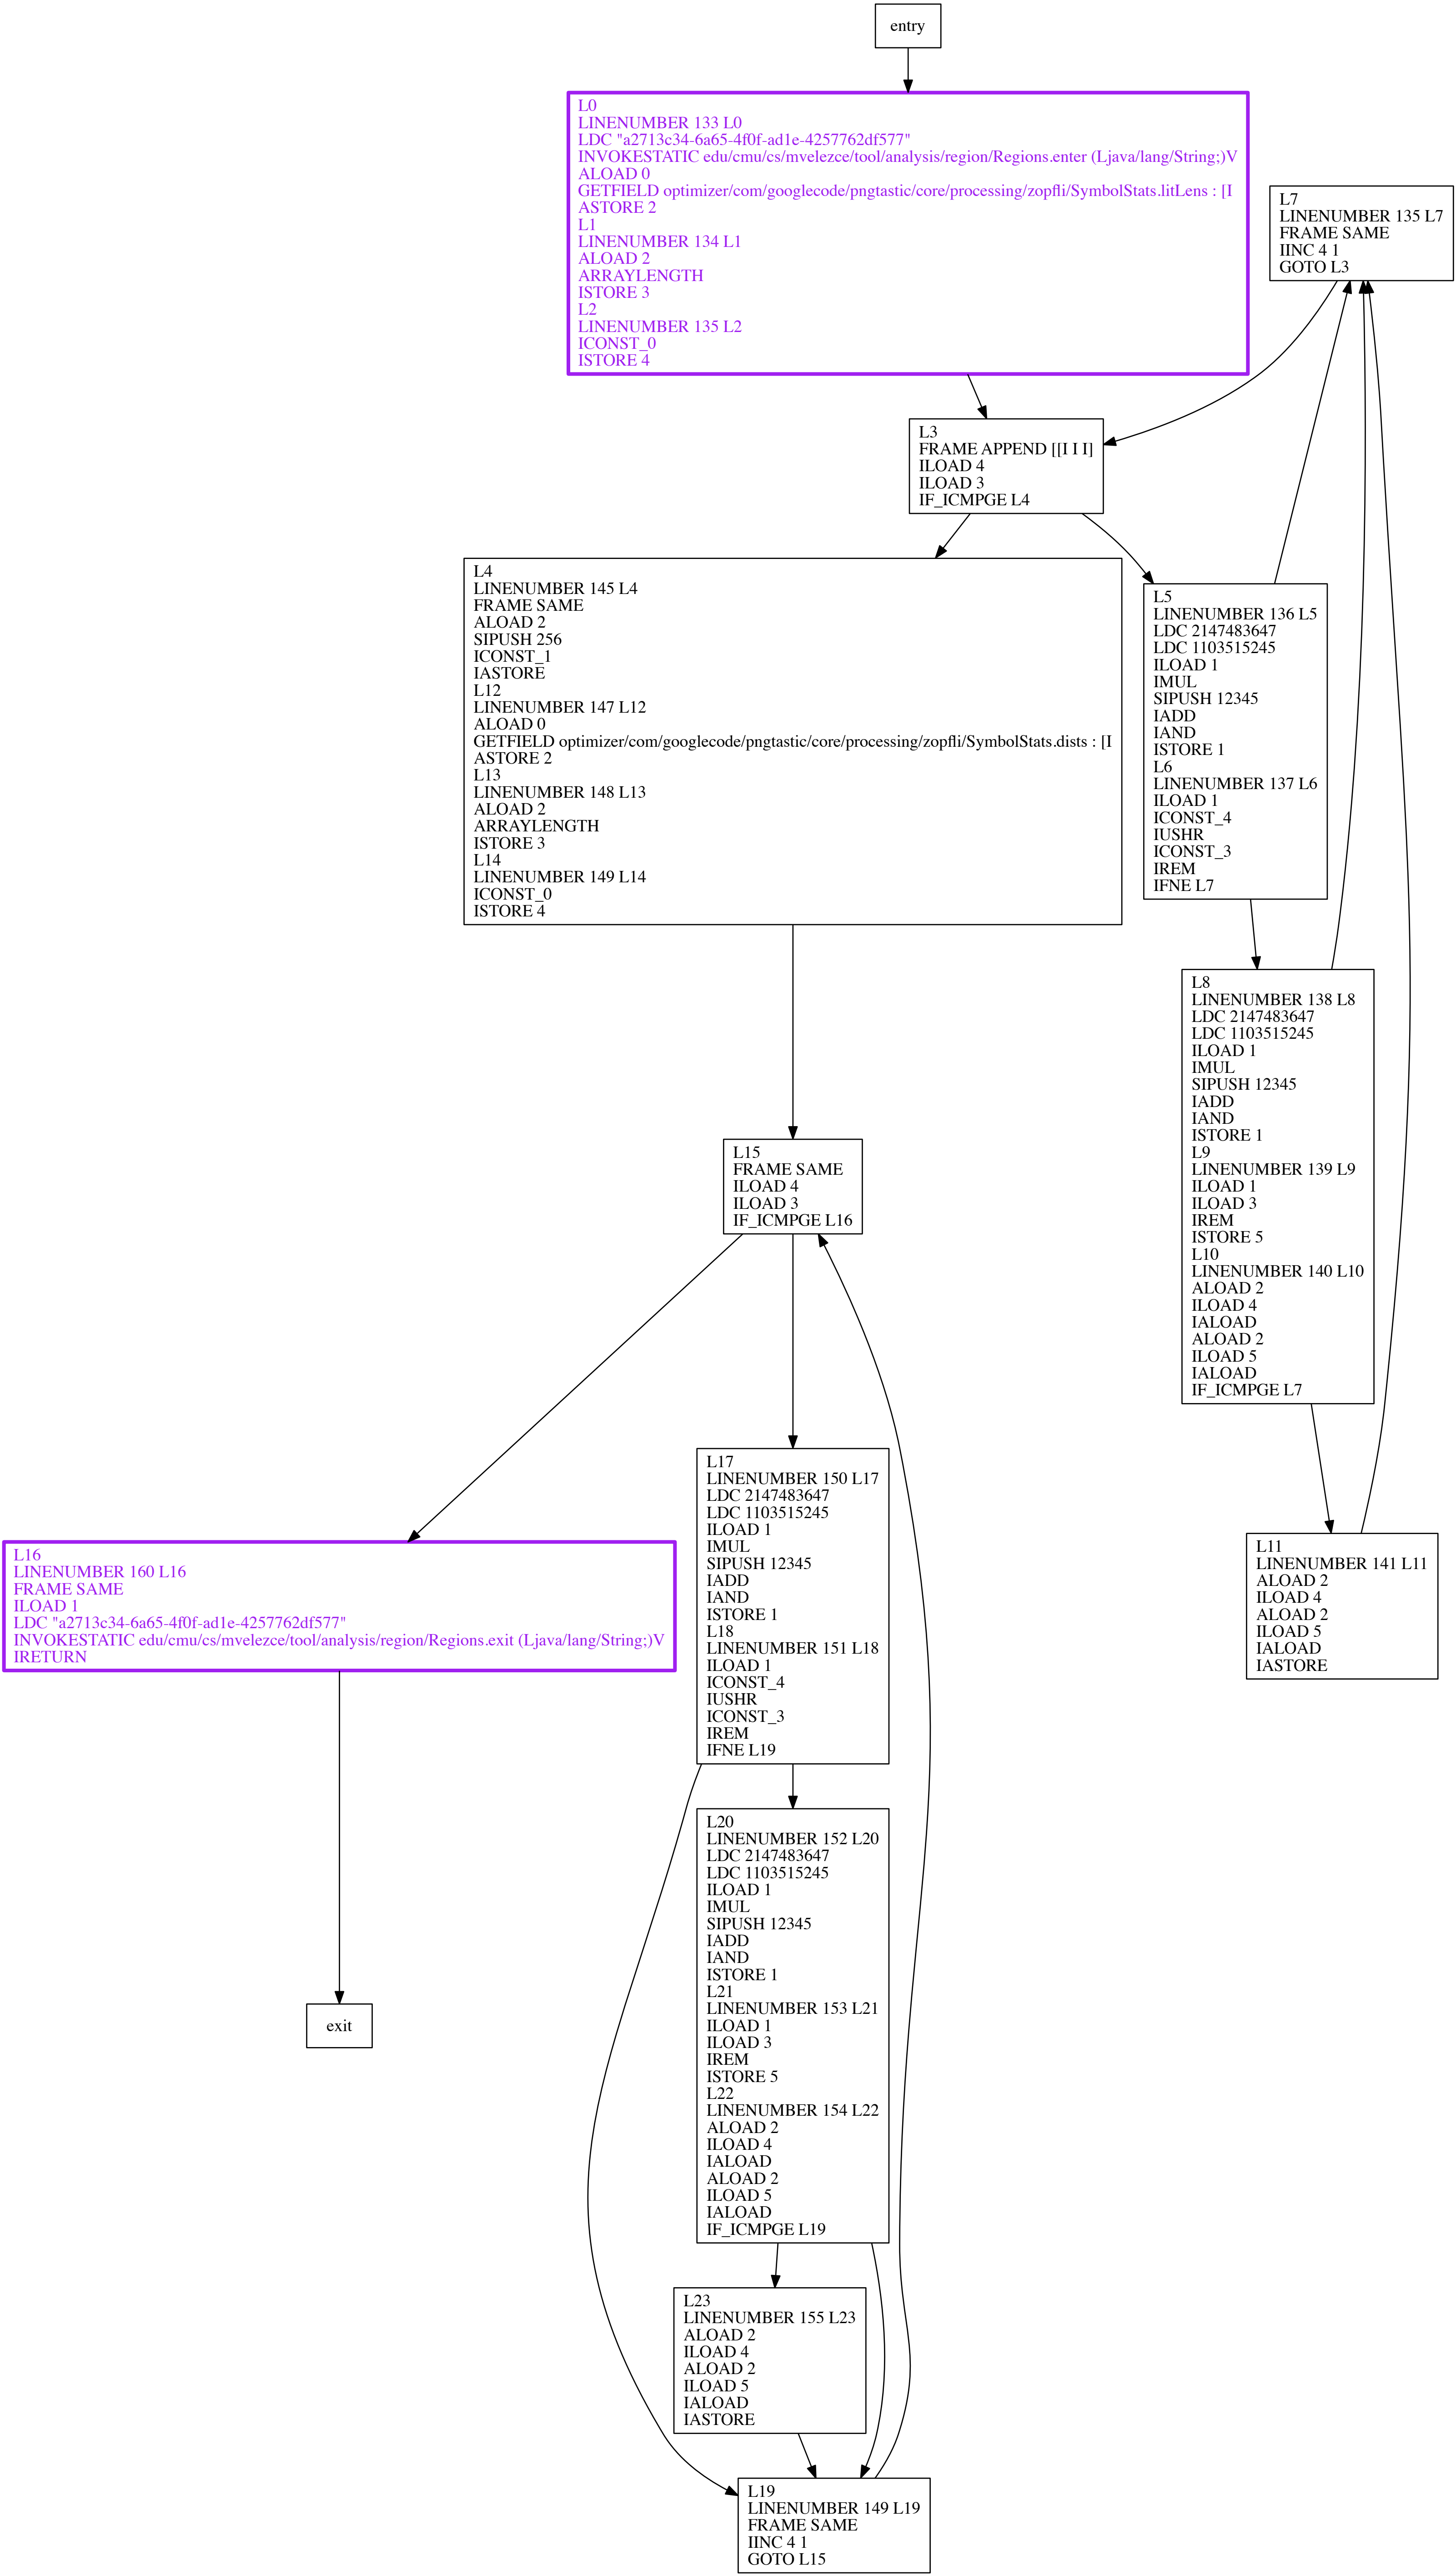 entry
L0
LINENUMBER 133 L0
LDC "a2713c34-6a65-4f0f-ad1e-4257762df577"
INVOKESTATIC edu/cmu/cs/mvelezce/tool/analysis/region/Regions.enter (Ljava/lang/String;)V
ALOAD 0
GETFIELD optimizer/com/googlecode/pngtastic/core/processing/zopfli/SymbolStats.litLens : [I
ASTORE 2
L1
LINENUMBER 134 L1
ALOAD 2
ARRAYLENGTH
ISTORE 3
L2
LINENUMBER 135 L2
ICONST_0
ISTORE 4
L7
LINENUMBER 135 L7
FRAME SAME
IINC 4 1
GOTO L3
L3
FRAME APPEND [[I I I]
ILOAD 4
ILOAD 3
IF_ICMPGE L4
L4
LINENUMBER 145 L4
FRAME SAME
ALOAD 2
SIPUSH 256
ICONST_1
IASTORE
L12
LINENUMBER 147 L12
ALOAD 0
GETFIELD optimizer/com/googlecode/pngtastic/core/processing/zopfli/SymbolStats.dists : [I
ASTORE 2
L13
LINENUMBER 148 L13
ALOAD 2
ARRAYLENGTH
ISTORE 3
L14
LINENUMBER 149 L14
ICONST_0
ISTORE 4
L5
LINENUMBER 136 L5
LDC 2147483647
LDC 1103515245
ILOAD 1
IMUL
SIPUSH 12345
IADD
IAND
ISTORE 1
L6
LINENUMBER 137 L6
ILOAD 1
ICONST_4
IUSHR
ICONST_3
IREM
IFNE L7
L8
LINENUMBER 138 L8
LDC 2147483647
LDC 1103515245
ILOAD 1
IMUL
SIPUSH 12345
IADD
IAND
ISTORE 1
L9
LINENUMBER 139 L9
ILOAD 1
ILOAD 3
IREM
ISTORE 5
L10
LINENUMBER 140 L10
ALOAD 2
ILOAD 4
IALOAD
ALOAD 2
ILOAD 5
IALOAD
IF_ICMPGE L7
L15
FRAME SAME
ILOAD 4
ILOAD 3
IF_ICMPGE L16
L17
LINENUMBER 150 L17
LDC 2147483647
LDC 1103515245
ILOAD 1
IMUL
SIPUSH 12345
IADD
IAND
ISTORE 1
L18
LINENUMBER 151 L18
ILOAD 1
ICONST_4
IUSHR
ICONST_3
IREM
IFNE L19
L11
LINENUMBER 141 L11
ALOAD 2
ILOAD 4
ALOAD 2
ILOAD 5
IALOAD
IASTORE
L16
LINENUMBER 160 L16
FRAME SAME
ILOAD 1
LDC "a2713c34-6a65-4f0f-ad1e-4257762df577"
INVOKESTATIC edu/cmu/cs/mvelezce/tool/analysis/region/Regions.exit (Ljava/lang/String;)V
IRETURN
L20
LINENUMBER 152 L20
LDC 2147483647
LDC 1103515245
ILOAD 1
IMUL
SIPUSH 12345
IADD
IAND
ISTORE 1
L21
LINENUMBER 153 L21
ILOAD 1
ILOAD 3
IREM
ISTORE 5
L22
LINENUMBER 154 L22
ALOAD 2
ILOAD 4
IALOAD
ALOAD 2
ILOAD 5
IALOAD
IF_ICMPGE L19
exit
L23
LINENUMBER 155 L23
ALOAD 2
ILOAD 4
ALOAD 2
ILOAD 5
IALOAD
IASTORE
L19
LINENUMBER 149 L19
FRAME SAME
IINC 4 1
GOTO L15